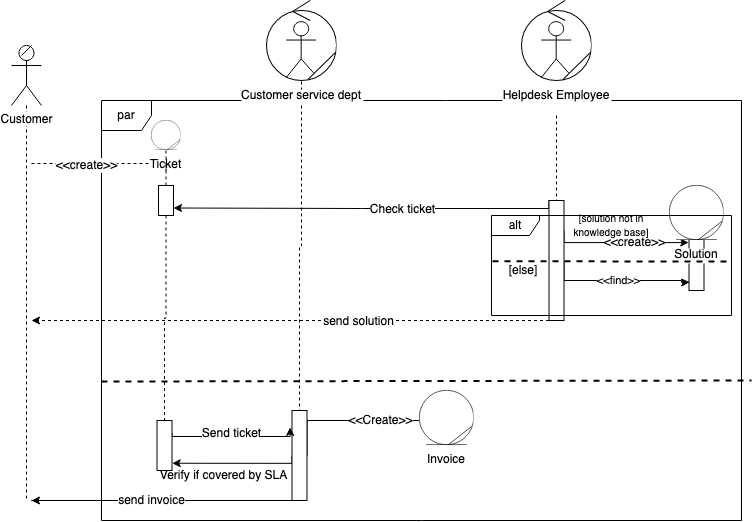 Customer service dept
Helpdesk Employee
Customer
par
<<create>>
Ticket
Check ticket
alt
[solution not in
knowledge base]
<<create>>
Solution
[else]
<<find>>
send solution
Send ticket
<<Create>>
Invoice
Verify if covered by SLA
send invoice